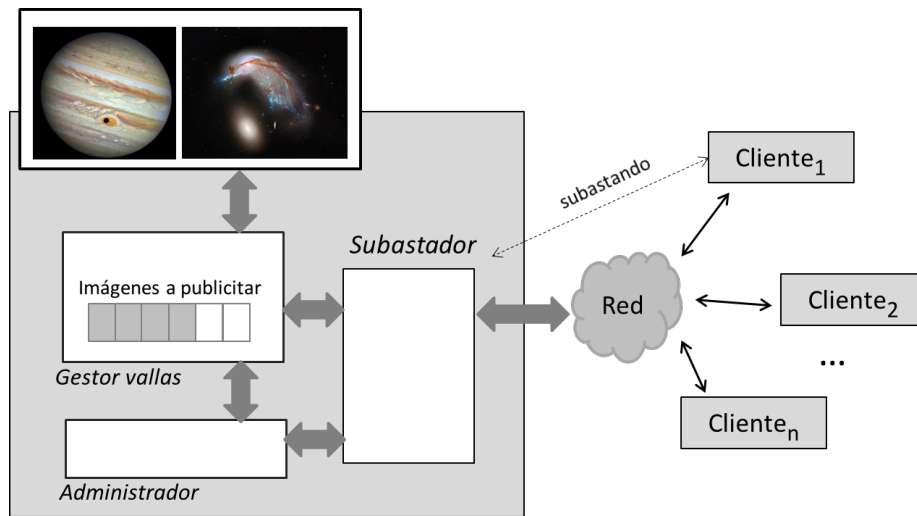 Cliente1
subastando
Subastador
Imágenes a publicitar
Red
Cliente2
...
Gestor vallas
Clienten
Administrador